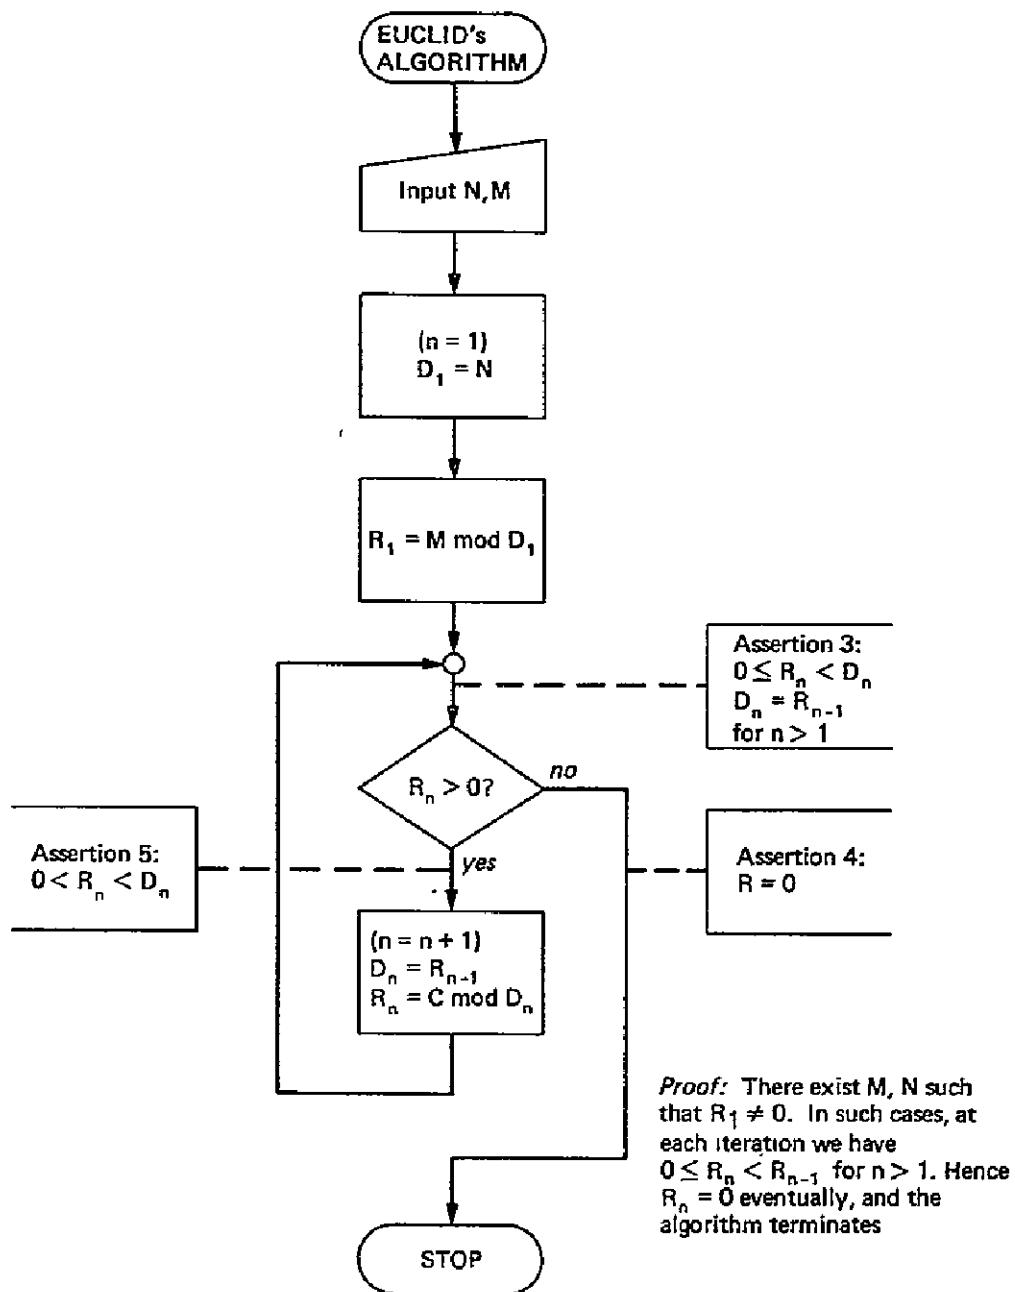 EUCLID's
ALGORITHM
Input N, M
(n = 1)
D₁ = N
R₁ = M mod D₁
Assertion 3:
0 ≤ Rₙ < Dₙ
Dₙ = Rₙ₋₁
for n > 1
Rₙ > 0?
no
yes
Assertion 5:
0 < Rₙ < Dₙ
Assertion 4:
R = 0
(n = n + 1)
Dₙ = Rₙ₋₁
Rₙ = C mod Dₙ
Proof: There exist M, N such
that R₁ ≠ 0. In such cases, at
each iteration we have
0 ≤ Rₙ < Rₙ₋₁ for n > 1. Hence
Rₙ = 0 eventually, and the
algorithm terminates
STOP